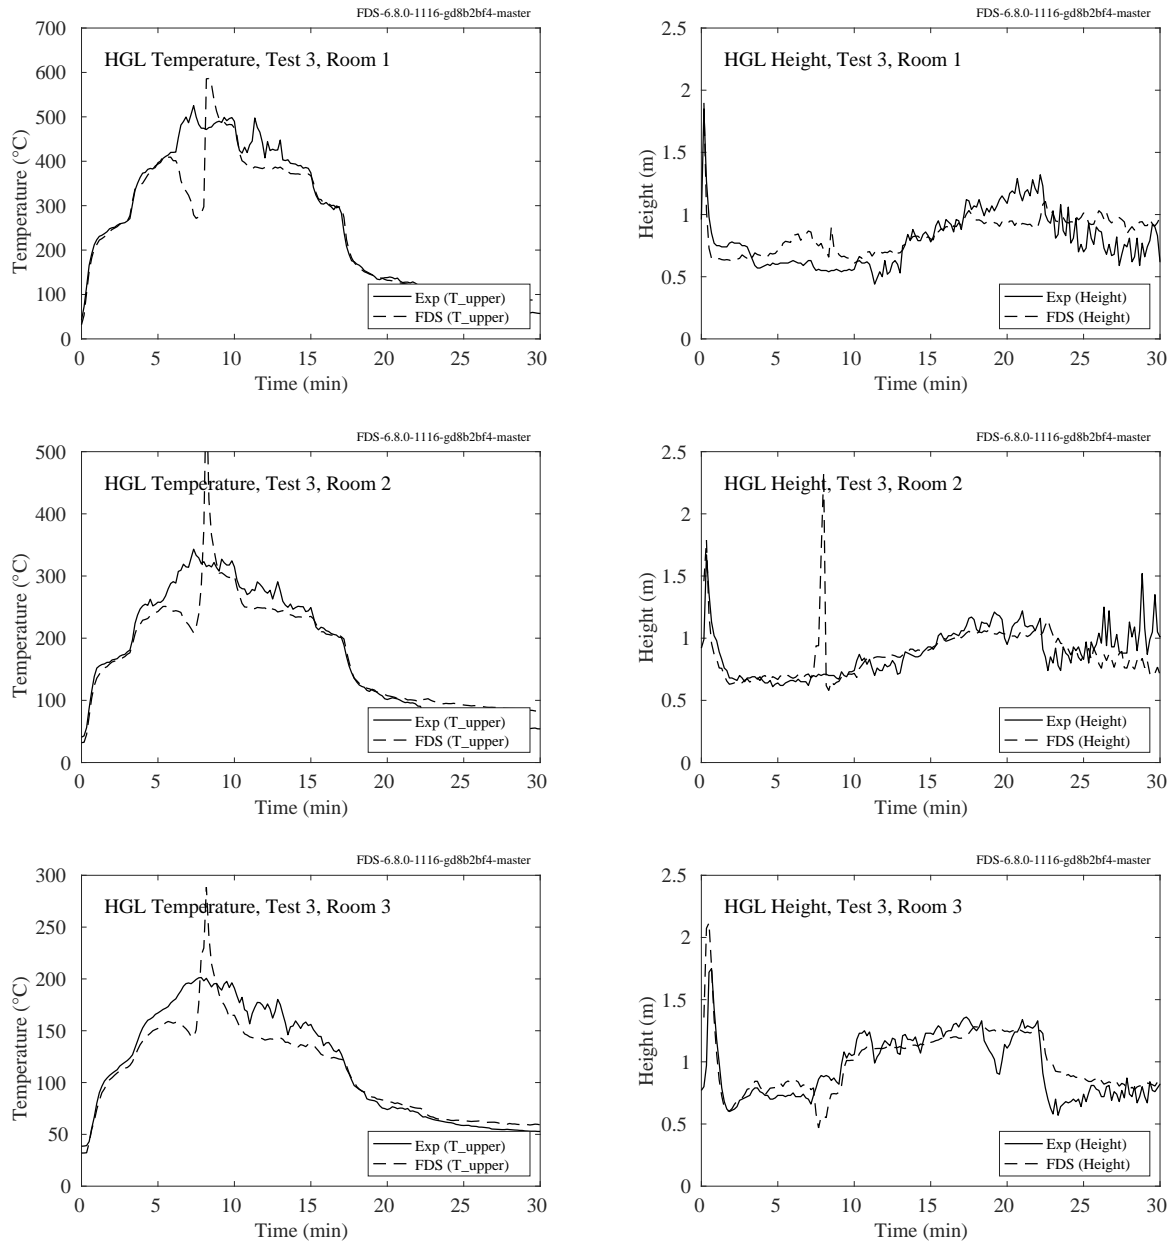 FDS-6.8.0-1116-gd8b2bf4-master
HGL Temperature, Test 3, Room 1
Temperature (°C)
700
600
500
400
300
200
100
0
0 5 10 15 20 25 30
Time (min)
Exp (T_upper)
FDS (T_upper)
FDS-6.8.0-1116-gd8b2bf4-master
HGL Height, Test 3, Room 1
Height (m)
2.5
2
1.5
1
0.5
0
0 5 10 15 20 25 30
Time (min)
Exp (Height)
FDS (Height)
FDS-6.8.0-1116-gd8b2bf4-master
HGL Temperature, Test 3, Room 2
Temperature (°C)
500
400
300
200
100
0
0 5 10 15 20 25 30
Time (min)
Exp (T_upper)
FDS (T_upper)
FDS-6.8.0-1116-gd8b2bf4-master
HGL Height, Test 3, Room 2
Height (m)
2.5
2
1.5
1
0.5
0
0 5 10 15 20 25 30
Time (min)
Exp (Height)
FDS (Height)
FDS-6.8.0-1116-gd8b2bf4-master
HGL Temperature, Test 3, Room 3
Temperature (°C)
300
250
200
150
100
50
0
0 5 10 15 20 25 30
Time (min)
Exp (T_upper)
FDS (T_upper)
FDS-6.8.0-1116-gd8b2bf4-master
HGL Height, Test 3, Room 3
Height (m)
2.5
2
1.5
1
0.5
0
0 5 10 15 20 25 30
Time (min)
Exp (Height)
FDS (Height)